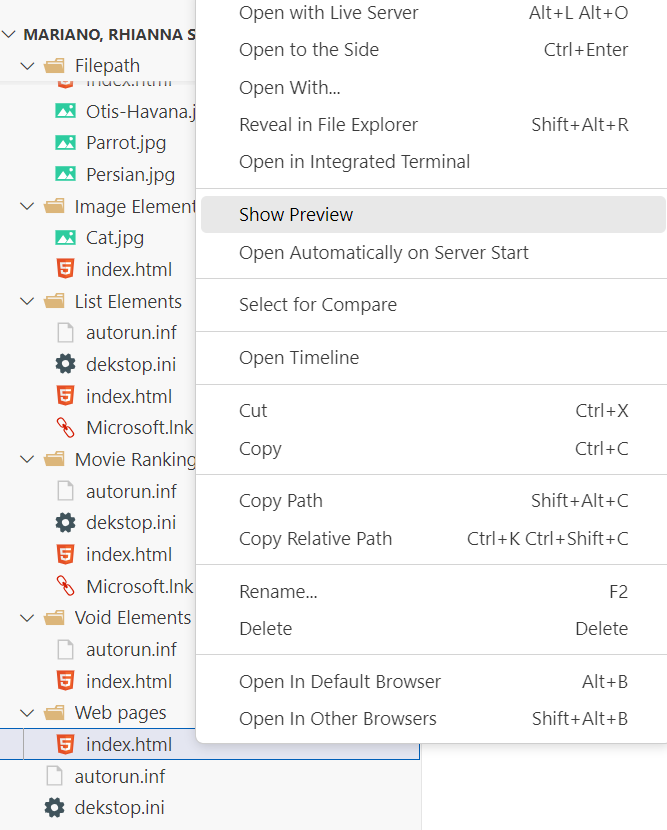 MARIANO, RHIANNA S
Filepath
index.html
Otis-Havana.j
Parrot.jpg
Persian.jpg
Image Element
Cat.jpg
index.html
List Elements
autorun.inf
dekstop.ini
index.html
Microsoft.lnk
Movie Ranking
autorun.inf
dekstop.ini
index.html
Microsoft.lnk
Void Elements
autorun.inf
index.html
Web pages
index.html
autorun.inf
dekstop.ini
Open with Live Server Alt+L Alt+O
Open to the Side Ctrl+Enter
Open With...
Reveal in File Explorer Shift+Alt+R
Open in Integrated Terminal
Show Preview
Open Automatically on Server Start
Select for Compare
Open Timeline
Cut Ctrl+X
Copy Ctrl+C
Copy Path Shift+Alt+C
Copy Relative Path Ctrl+K Ctrl+Shift+C
Rename... F2
Delete Delete
Open In Default Browser Alt+B
Open In Other Browsers Shift+Alt+B